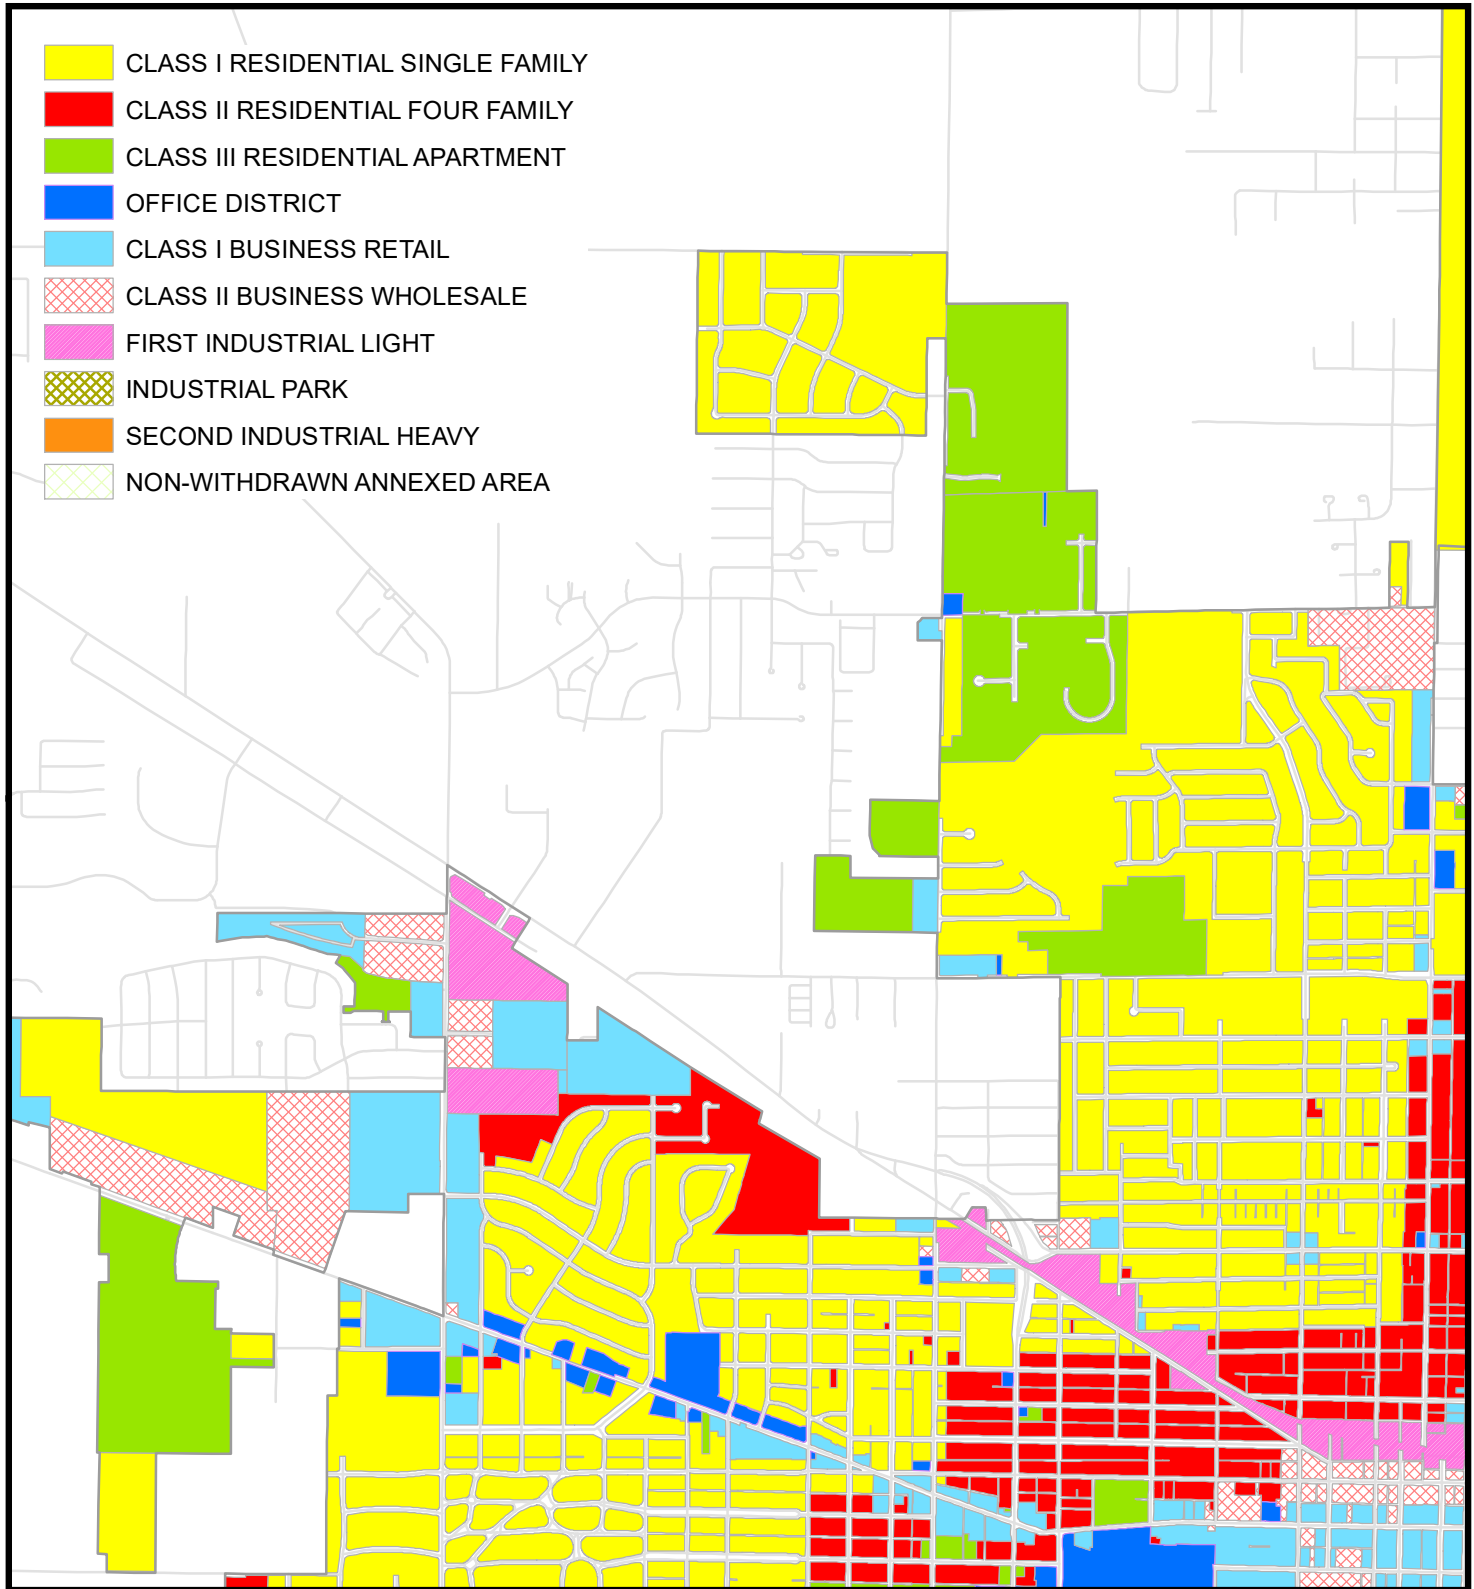 CLASS I RESIDENTIAL SINGLE FAMILY
CLASS II RESIDENTIAL FOUR FAMILY
CLASS III RESIDENTIAL APARTMENT
OFFICE DISTRICT
CLASS I BUSINESS RETAIL
CLASS II BUSINESS WHOLESALE
FIRST INDUSTRIAL LIGHT
INDUSTRIAL PARK
SECOND INDUSTRIAL HEAVY
NON-WITHDRAWN ANNEXED AREA